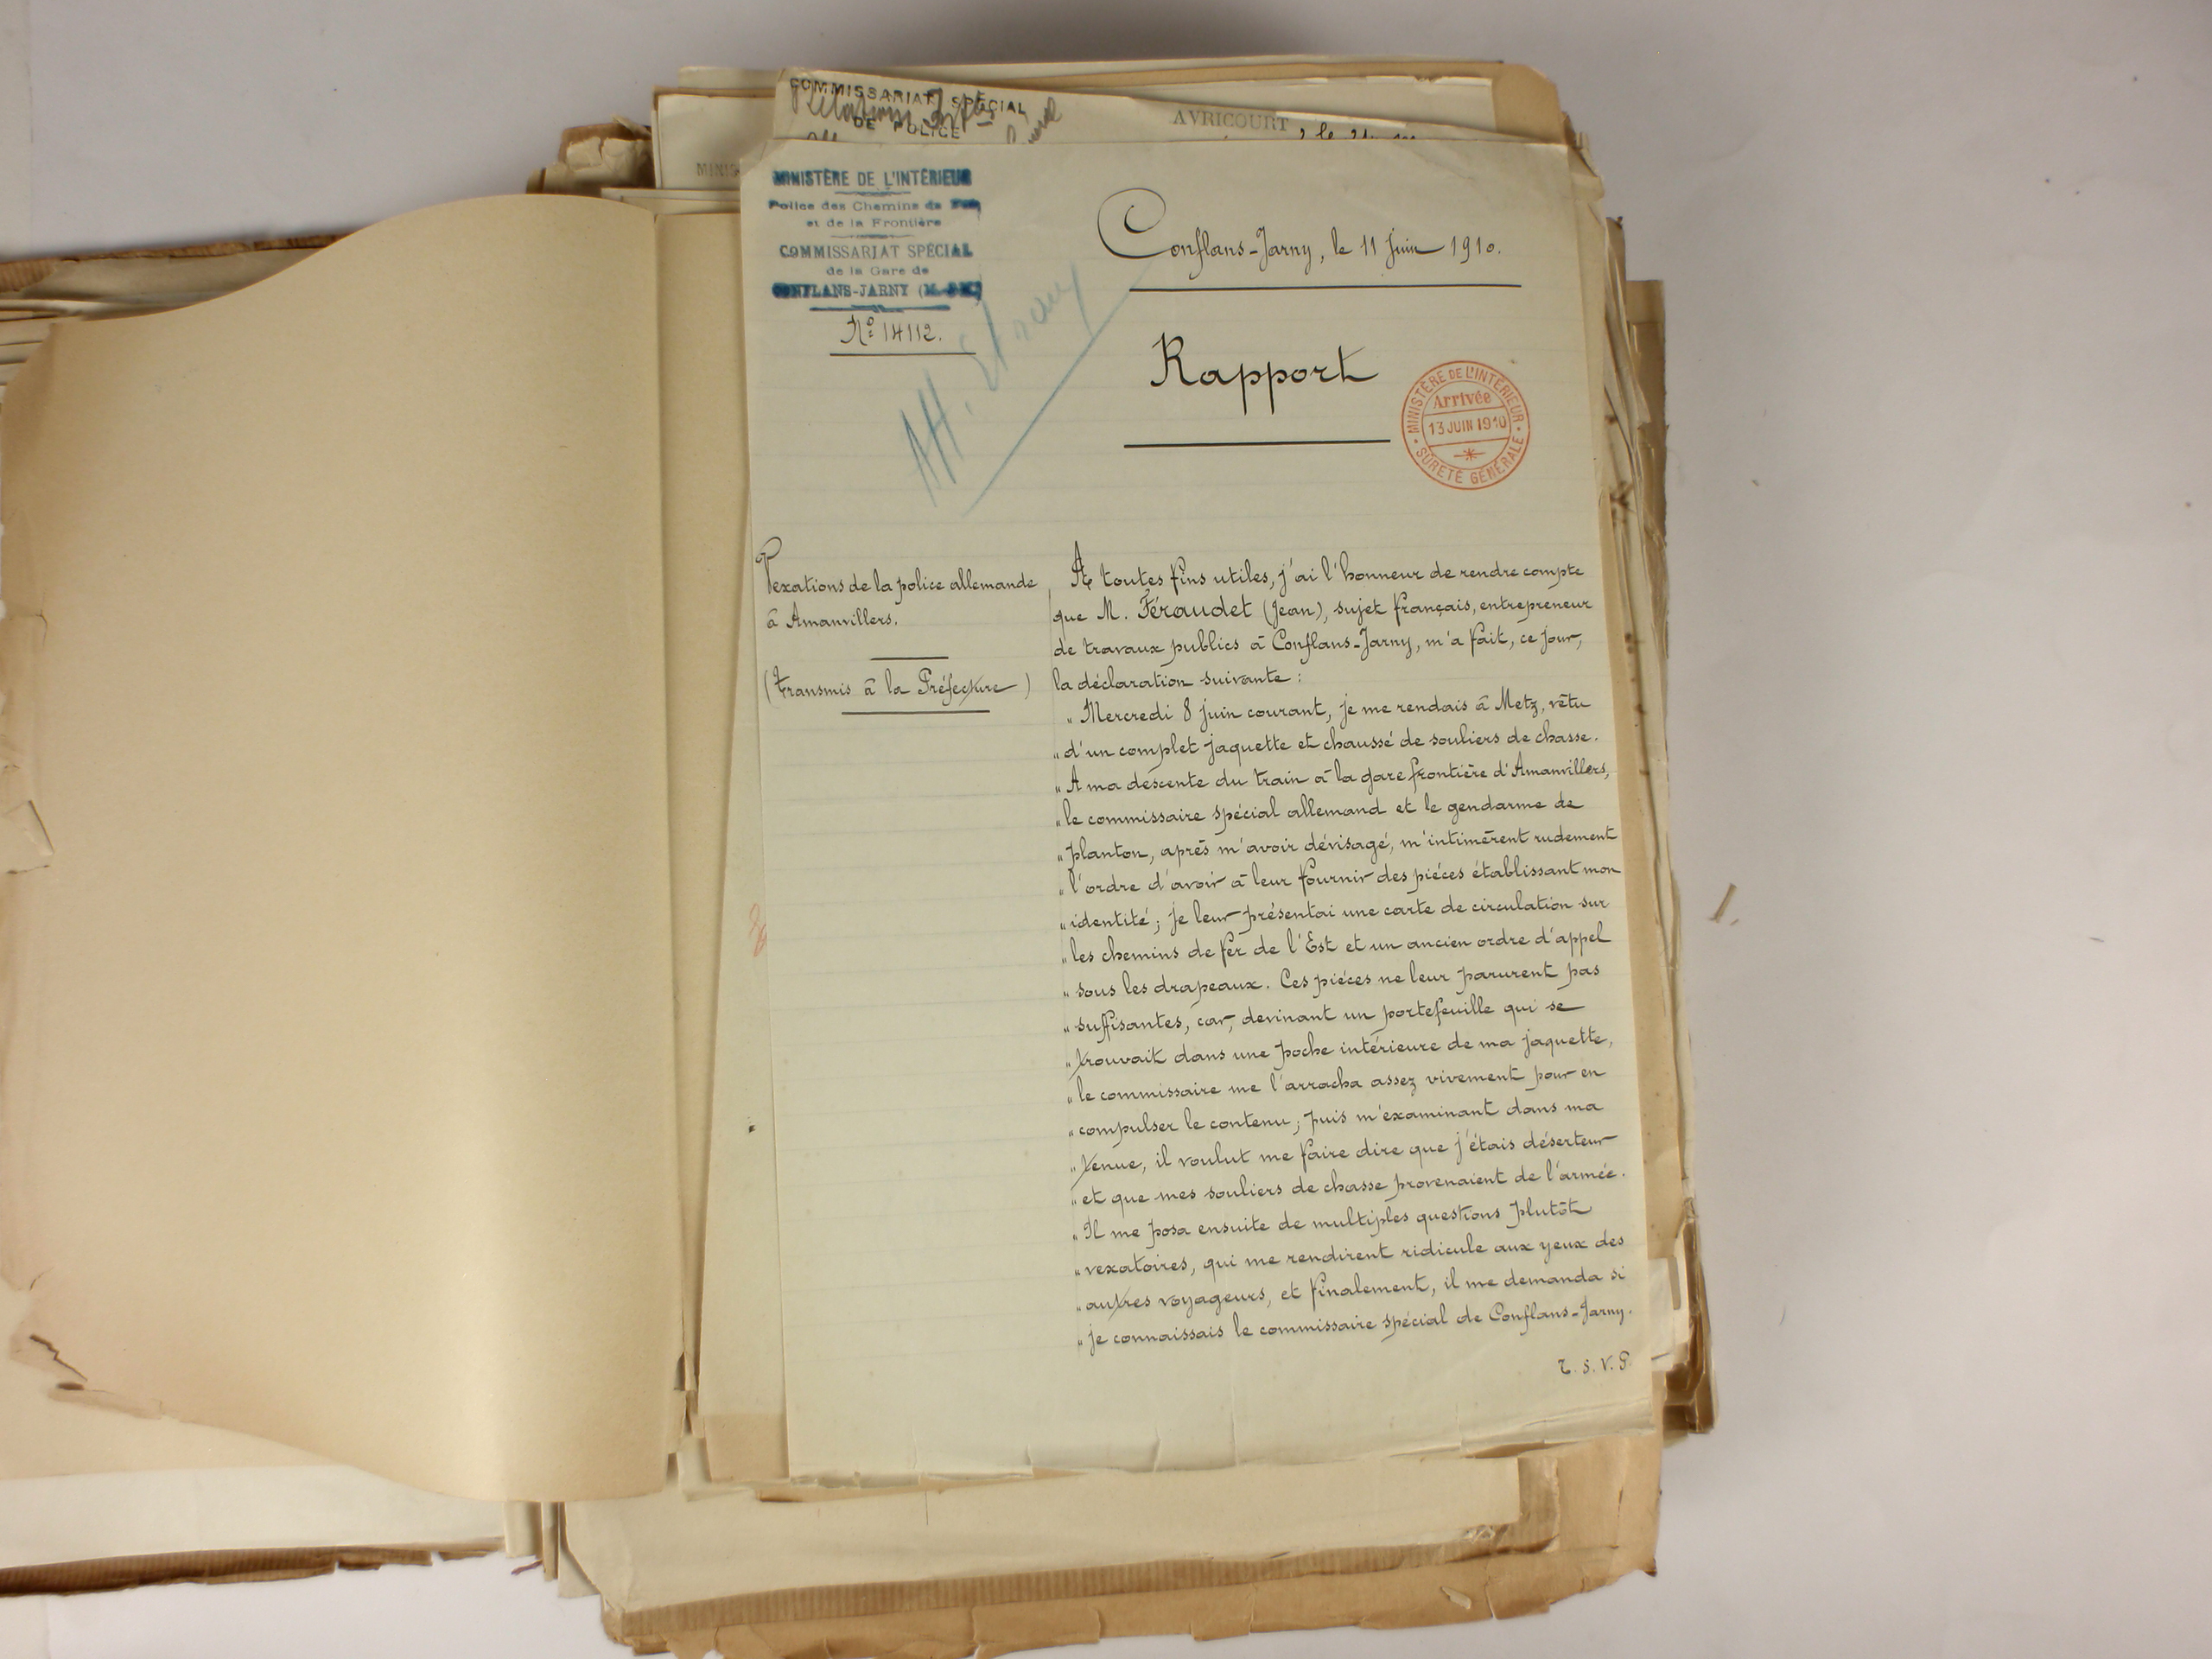 COMMISSARIAT SPÉCIAL
DE POLICE
AVRICOURT
MINIS
MINISTÈRE DE L'INTÉRIEUR
Police des Chemins de Fer
et de la Frontière
COMMISSARIAT SPÉCIAL
de la Gare de
CONFLANS-JARNY (M.-&-M.)
N° 14112.
Conflans-Jarny, le 11 Juin 1910.
Rapport
MINISTÈRE DE L'INTÉRIEUR
Arrivée
13 JUIN 1910
SÛRETÉ GÉNÉRALE
Vexations de la police allemande
à Amanvillers.
(Transmis à la Préfecture)
A toutes fins utiles, j'ai l'honneur de rendre compte
que M. Féraudet (Jean), sujet français, entrepreneur
de travaux publics à Conflans-Jarny, m'a fait, ce jour,
la déclaration suivante :
" Mercredi 8 Juin courant, je me rendais à Metz, vêtu
" d'un complet jaquette et chaussé de souliers de chasse.
" A ma descente du train à la gare frontière d'Amanvillers,
" le commissaire spécial allemand et le gendarme de
" planton, après m'avoir dévisagé, m'intimèrent rudement
" l'ordre d'avoir à leur fournir des pièces établissant mon
" identité ; je leur présentai une carte de circulation sur
" les chemins de fer de l'Est et un ancien ordre d'appel
" sous les drapeaux. Ces pièces ne leur parurent pas
" suffisantes, car, devinant un portefeuille qui se
" trouvait dans une poche intérieure de ma jaquette,
" le commissaire me l'arracha assez vivement pour en
" compulser le contenu ; puis m'examinant dans ma
" tenue, il voulut me faire dire que j'étais déserteur
" et que mes souliers de chasse provenaient de l'armée.
" Il me posa ensuite de multiples questions plutôt
" vexatoires, qui me rendirent ridicule aux yeux des
" autres voyageurs, et finalement, il me demanda si
" je connaissais le commissaire spécial de Conflans-Jarny.
T. S. V. P.